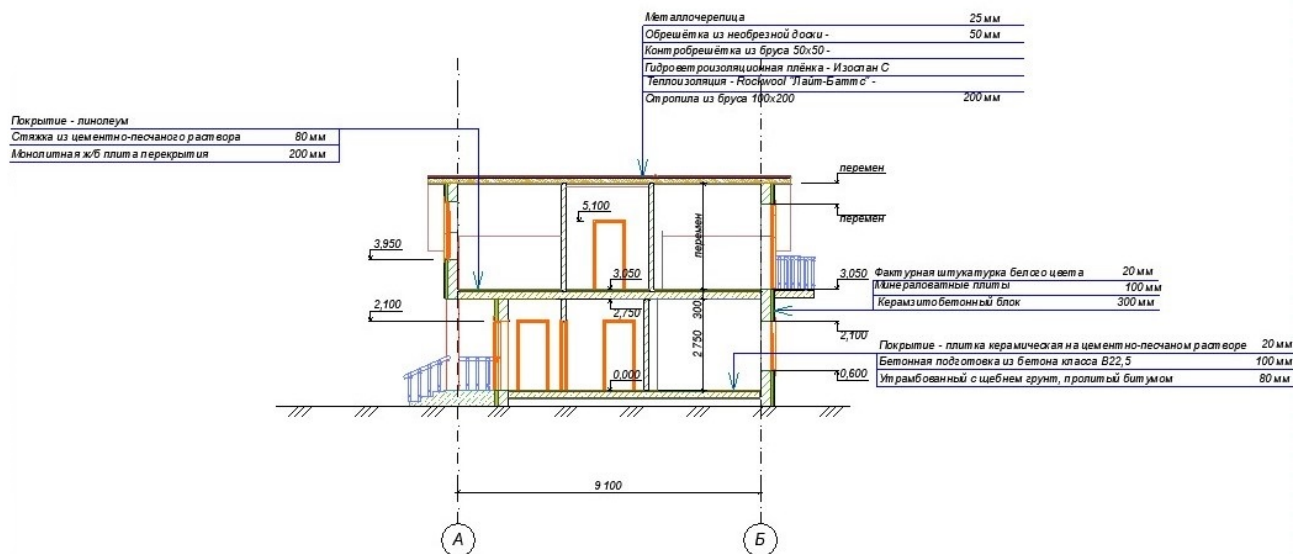 Металлочерепица 25 мм
Обрешётка из необрезной доски - 50 мм
Контробрешётка из бруса 50х50 -
Гидроветроизоляционная плёнка - Изоспан С
Теплоизоляция - Rockwool "Лайт-Баттс" -
Стропила из бруса 100х200 200 мм
Покрытие - линолеум
Стяжка из цементно-песчаного раствора 80 мм
Монолитная ж/б плита перекрытия 200 мм
перемен
5,100
перемен
перемен
3,950
3,050
3,050
Фактурная штукатурка белого цвета 20 мм
Минераловатные плиты 100 мм
Керамзитобетонный блок 300 мм
2,100
2,750
300
2,100
2 750
Покрытие - плитка керамическая на цементно-песчаном растворе 20 мм
Бетонная подготовка из бетона класса В22,5 100 мм
Утрамбованный с щебнем грунт, пролитый битумом 80 мм
0,000
0,600
9 100
А
Б